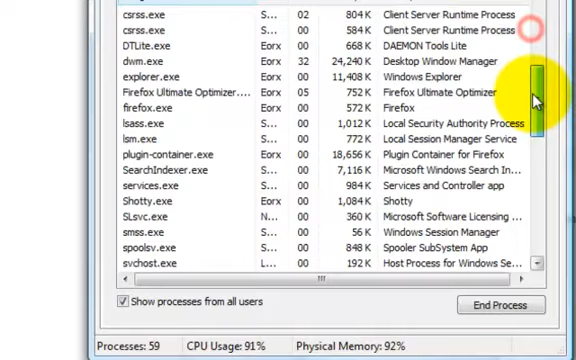 csrss.exe S... 02 804 K Client Server Runtime Process
csrss.exe S... 00 584 K Client Server Runtime Process
DTLite.exe Eorx 00 668 K DAEMON Tools Lite
dwm.exe Eorx 32 24,240 K Desktop Window Manager
explorer.exe Eorx 00 11,408 K Windows Explorer
Firefox Ultimate Optimizer.... Eorx 05 752 K Firefox Ultimate Optimizer
firefox.exe Eorx 00 572 K Firefox
lsass.exe S... 00 1,012 K Local Security Authority Process
lsm.exe S... 00 772 K Local Session Manager Service
plugin-container.exe Eorx 00 18,656 K Plugin Container for Firefox
SearchIndexer.exe S... 00 7,116 K Microsoft Windows Search In...
services.exe S... 00 984 K Services and Controller app
Shotty.exe Eorx 00 1,084 K Shotty
SLsvc.exe N... 00 360 K Microsoft Software Licensing ...
smss.exe S... 00 56 K Windows Session Manager
spoolsv.exe S... 00 848 K Spooler SubSystem App
svchost.exe L... 00 192 K Host Process for Windows Se...
Show processes from all users
End Process
Processes: 59 CPU Usage: 91% Physical Memory: 92%